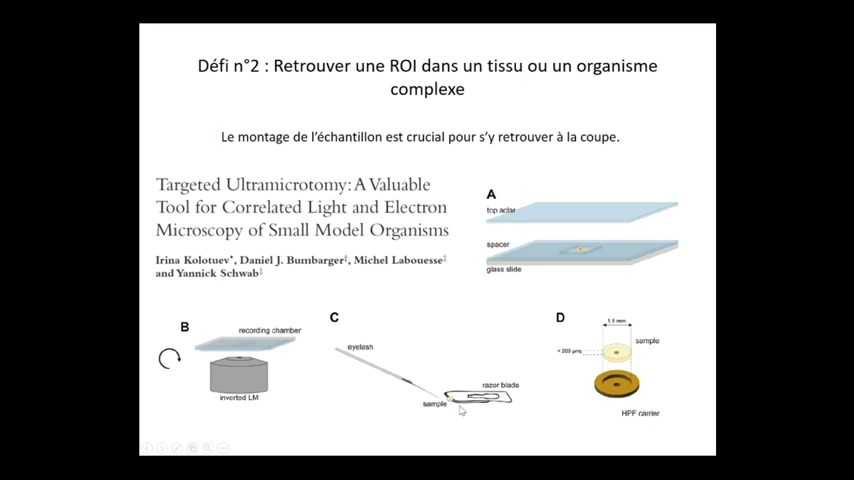 Défi n°2 : Retrouver une ROI dans un tissu ou un organisme
complexe
Le montage de l'échantillon est crucial pour s'y retrouver à la coupe.
Targeted Ultramicrotomy: A Valuable
Tool for Correlated Light and Electron
Microscopy of Small Model Organisms
Irina Kolotuev*, Daniel J. Bumbarger‡, Michel Labouesse‡
and Yannick Schwab‡
A
top aclar
spacer
glass slide
B
recording chamber
inverted LM
C
eyelash
razor blade
sample
D
1.5 mm
sample
< 200 µm
HPF carrier